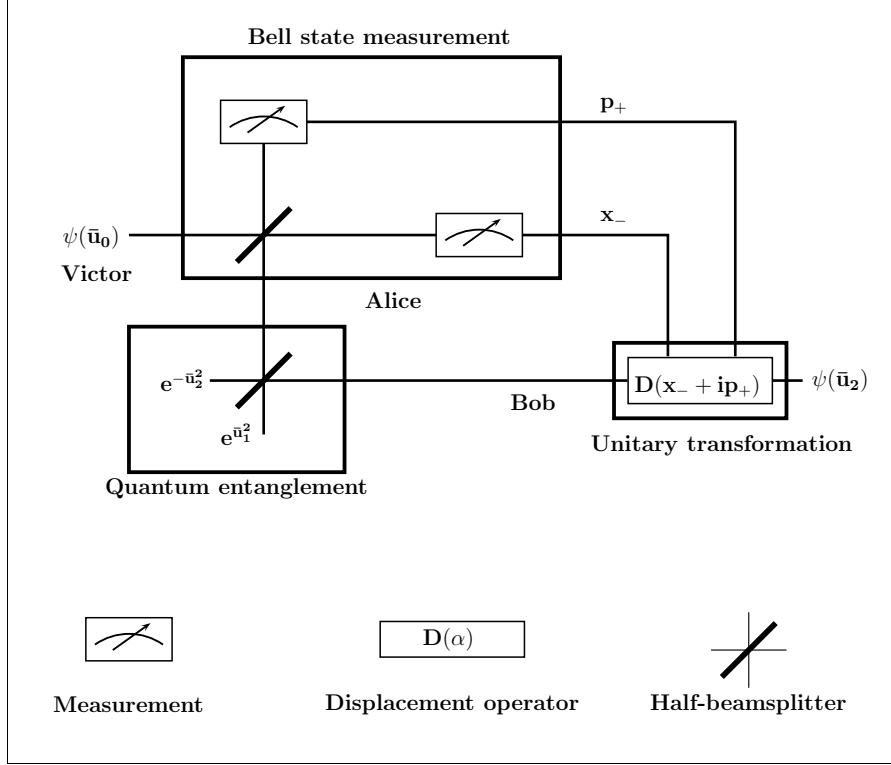 Bell state measurement
p₊
x₋
ψ(ū₀)
Victor
Alice
e^{-ū₂²}
D(x₋ + ip₊)
ψ(ū₂)
Bob
e^{ū₁²}
Unitary transformation
Quantum entanglement
D(α)
Measurement
Displacement operator
Half-beamsplitter